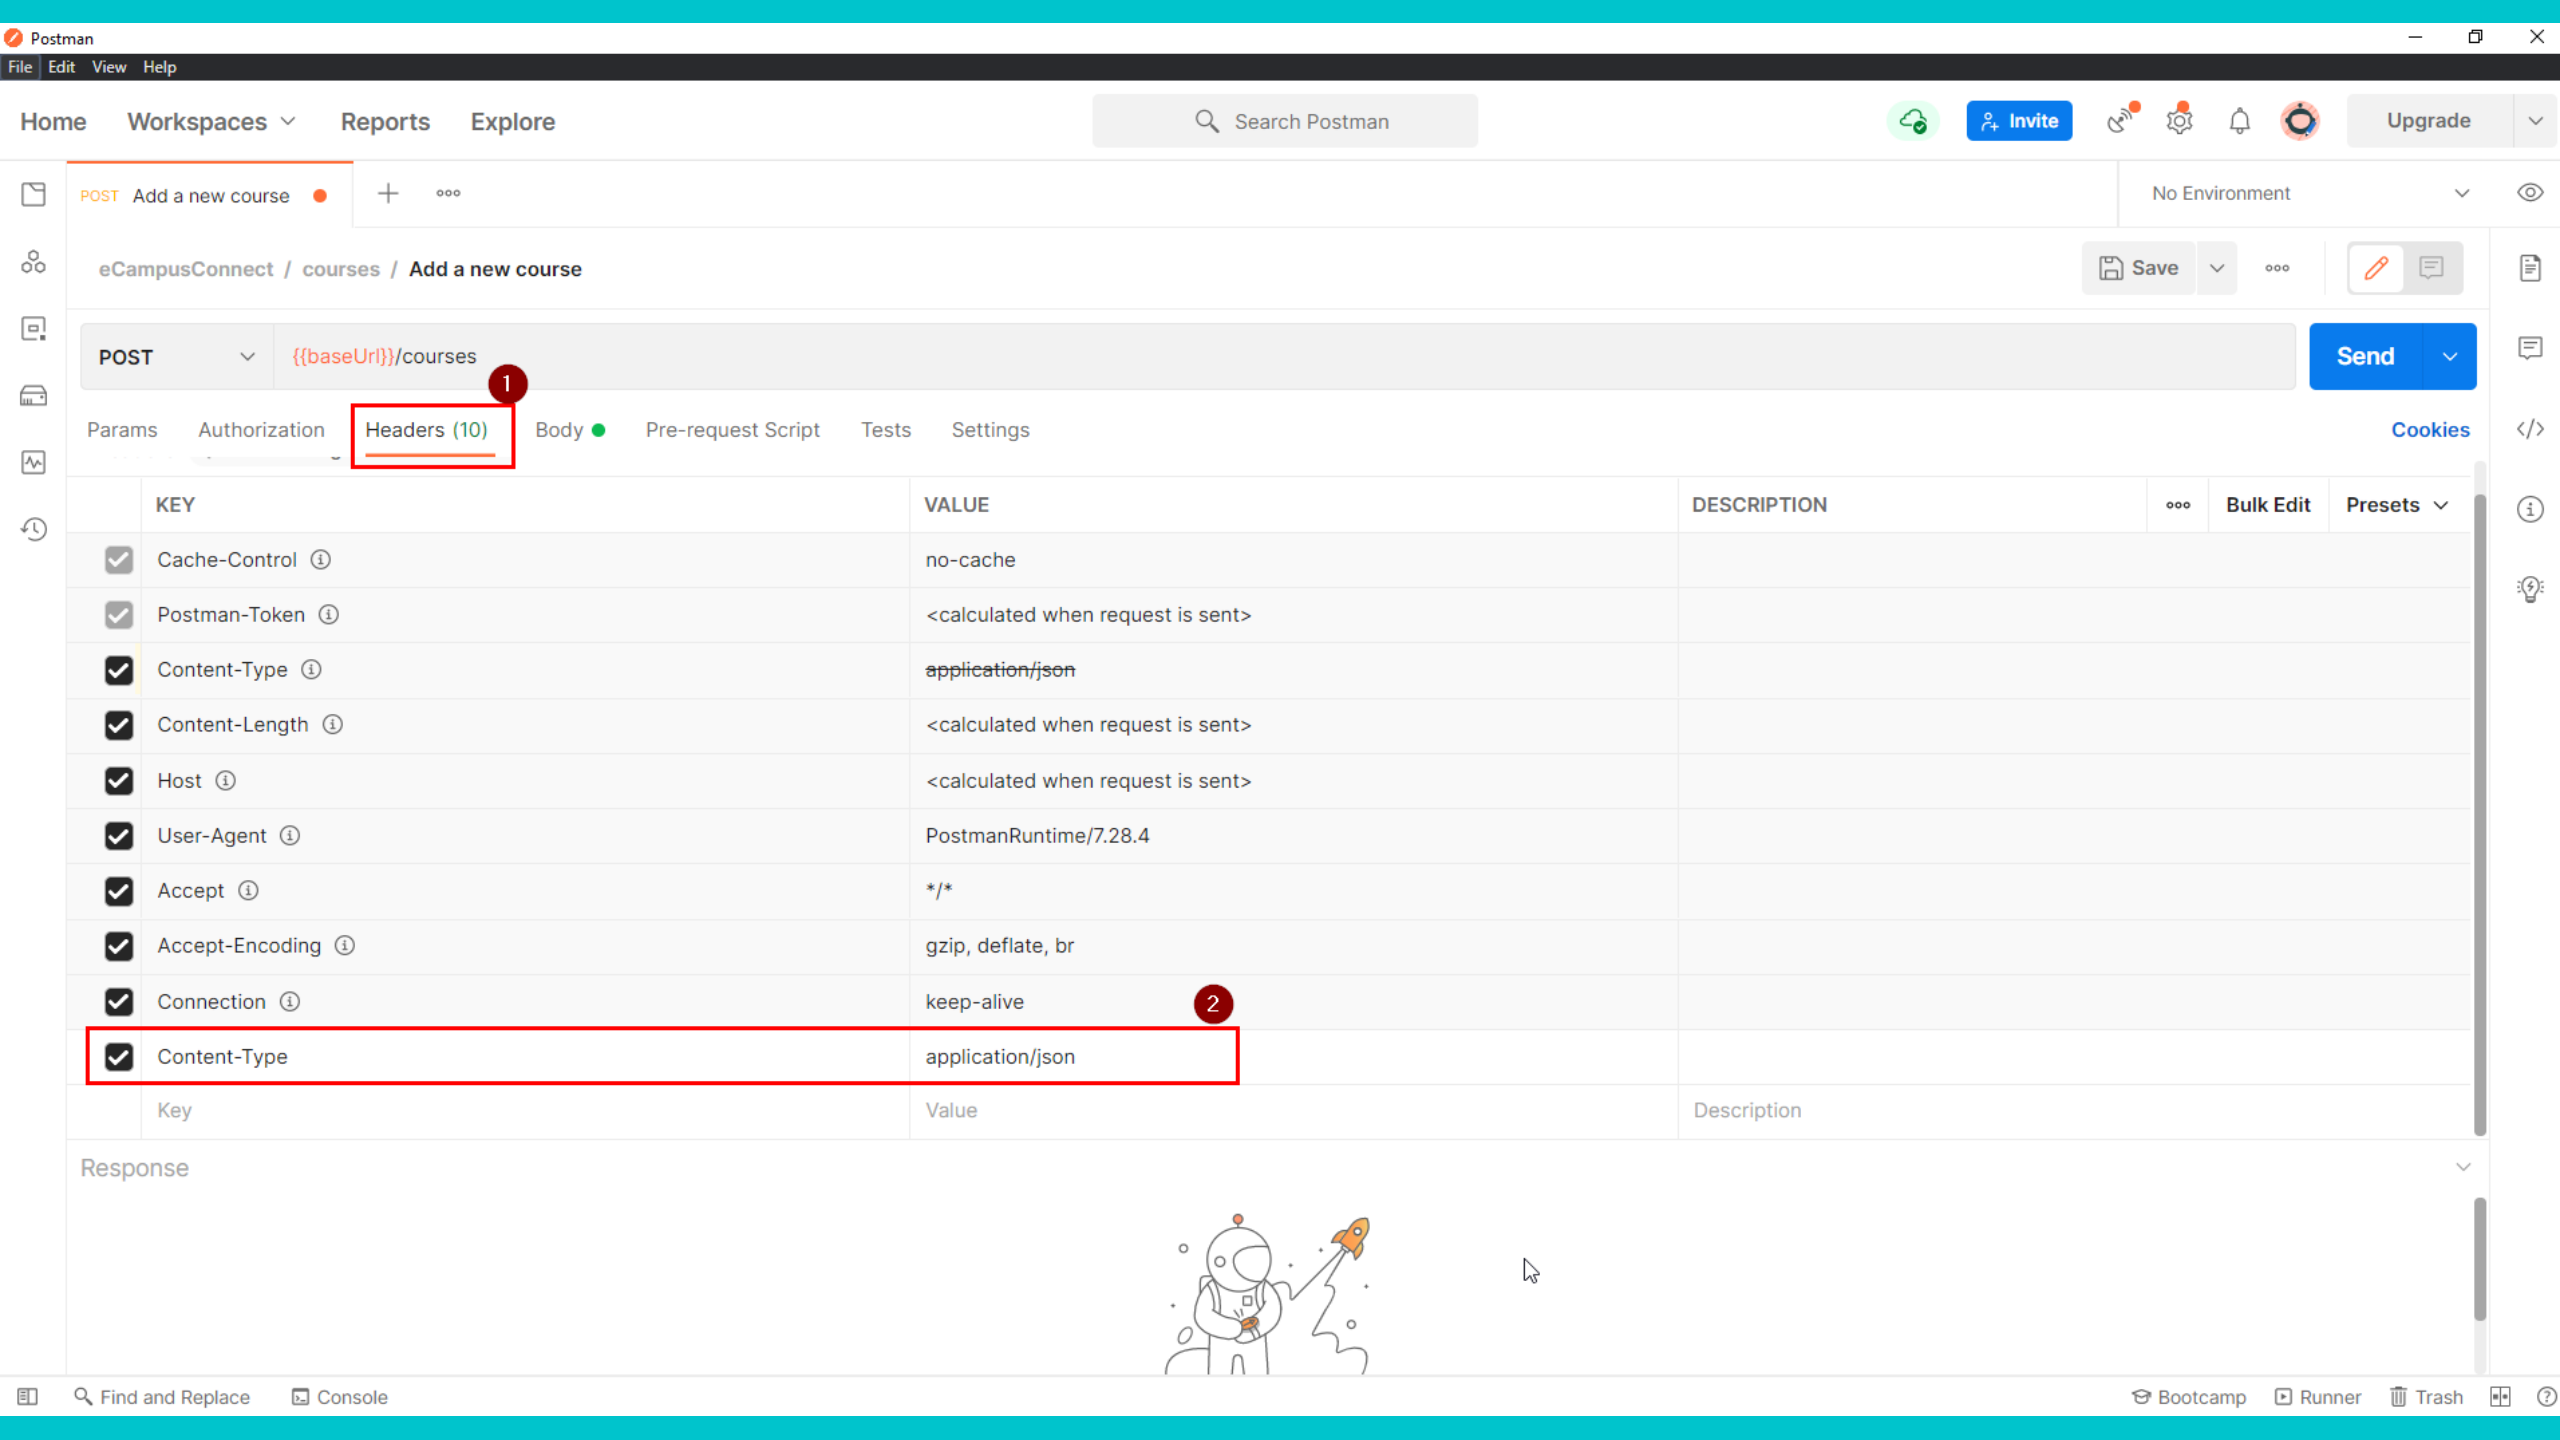 Postman
File Edit View Help
Home Workspaces Reports Explore Search Postman Invite Upgrade
POST Add a new course No Environment
eCampusConnect / courses / Add a new course Save
POST {{baseUrl}}/courses Send
1
Params Authorization Headers (10) Body Pre-request Script Tests Settings Cookies
KEY VALUE DESCRIPTION Bulk Edit Presets
Cache-Control no-cache
Postman-Token <calculated when request is sent>
Content-Type application/json
Content-Length <calculated when request is sent>
Host <calculated when request is sent>
User-Agent PostmanRuntime/7.28.4
Accept */*
Accept-Encoding gzip, deflate, br
Connection keep-alive
2
Content-Type application/json
Key Value Description
Response
Find and Replace Console Bootcamp Runner Trash